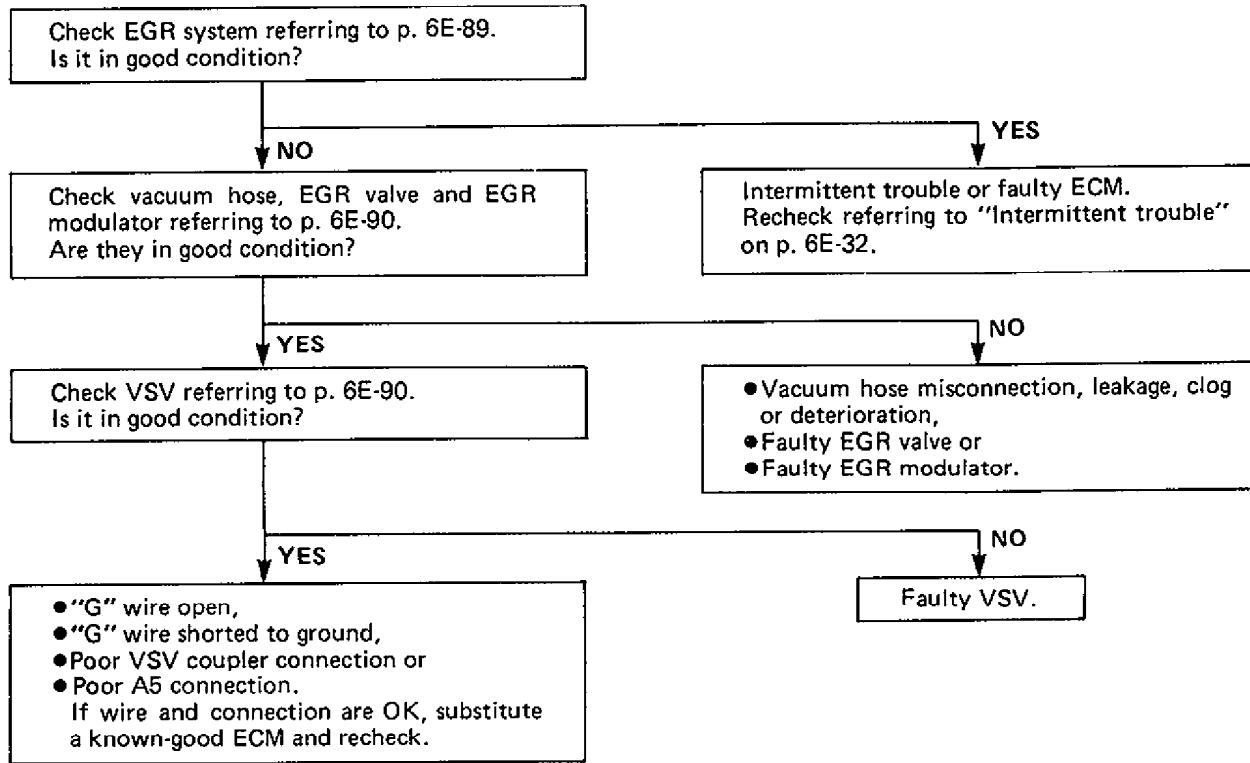 Check EGR system referring to p. 6E-89.
Is it in good condition?
YES
NO
Check vacuum hose, EGR valve and EGR
modulator referring to p. 6E-90.
Are they in good condition?
Intermittent trouble or faulty ECM.
Recheck referring to "Intermittent trouble"
on p. 6E-32.
NO
YES
Check VSV referring to p. 6E-90.
Is it in good condition?
●Vacuum hose misconnection, leakage, clog
or deterioration,
●Faulty EGR valve or
●Faulty EGR modulator.
NO
YES
●"G" wire open,
●"G" wire shorted to ground,
●Poor VSV coupler connection or
●Poor A5 connection.
If wire and connection are OK, substitute
a known-good ECM and recheck.
Faulty VSV.